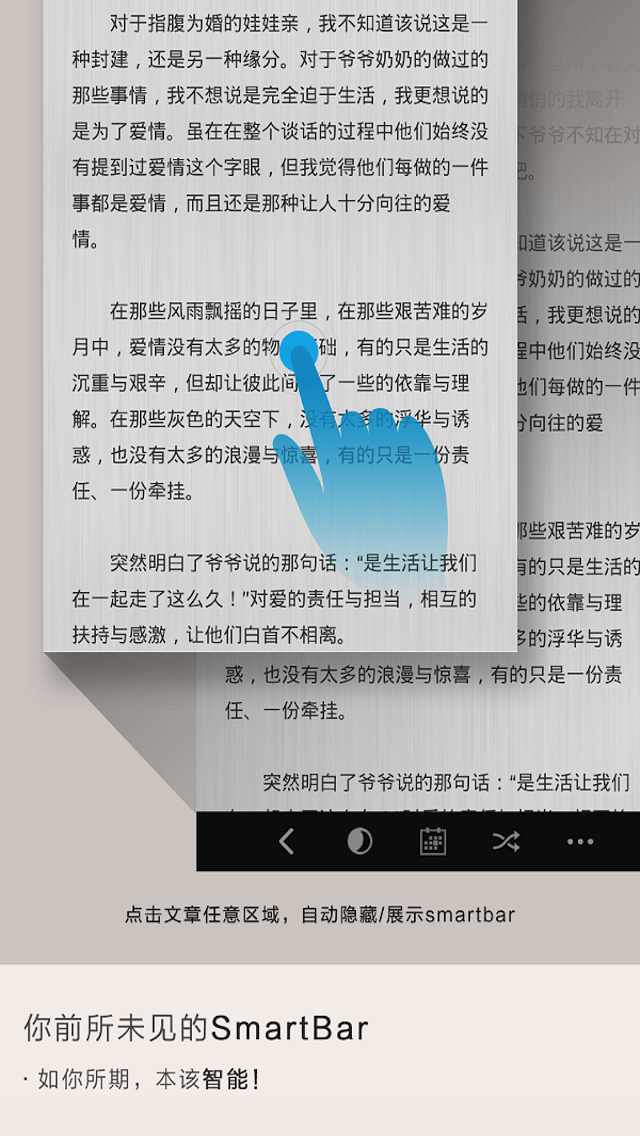 对于指腹为婚的娃娃亲，我不知道该说这是一
种封建，还是另一种缘分。对于爷爷奶奶的做过的
那些事情，我不想说是完全迫于生活，我更想说的
是为了爱情。虽在在整个谈话的过程中他们始终没
有提到过爱情这个字眼，但我觉得他们每做的一件
事都是爱情，而且还是那种让人十分向往的爱
情。
在那些风雨飘摇的日子里，在那些艰苦难的岁
月中，爱情没有太多的物 础，有的只是生活的
沉重与艰辛，但却让彼此间 了一些的依靠与理
解。在那些灰色的天空下，没有太多的浮华与诱
惑，也没有太多的浪漫与惊喜，有的只是一份责
任、一份牵挂。
突然明白了爷爷说的那句话：“是生活让我们
在一起走了这么久！”对爱的责任与担当，相互的
扶持与感激，让他们白首不相离。
悄悄的我离开
下爷爷不知在对
吧。
知道该说这是一
爷奶奶的做过的
活，我更想说的
程中他们始终没
也们每做的一件
分向往的爱
那些艰苦难的岁
有的只是生活的
些的依靠与理
多的浮华与诱
惑，也没有太多的浪漫与惊喜，有的只是一份责
任、一份牵挂。
突然明白了爷爷说的那句话：“是生活让我们
点击文章任意区域，自动隐藏/展示smartbar
你前所未见的SmartBar
·如你所期，本该智能！